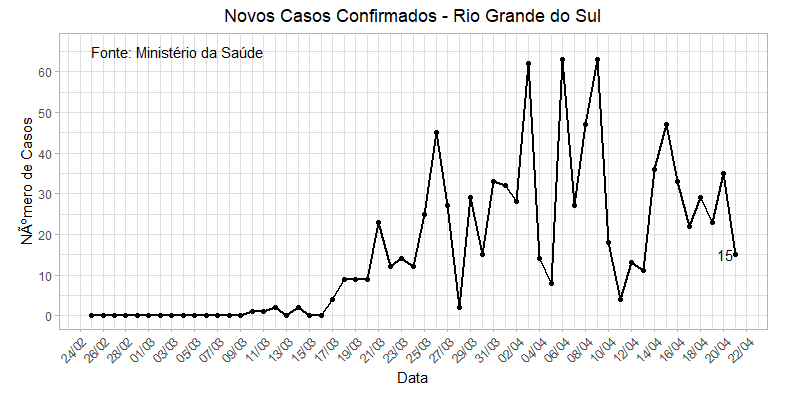 Novos Casos Confirmados - Rio Grande do Sul
Fonte: Ministério da Saúde
NÃºrmero de Casos
60
50
40
30
20
10
0
15
24/02 26/02 28/02 01/03 03/03 05/03 07/03 09/03 11/03 13/03 15/03 17/03 19/03 21/03 23/03 25/03 27/03 29/03 31/03 02/04 04/04 06/04 08/04 10/04 12/04 14/04 16/04 18/04 20/04 22/04
Data